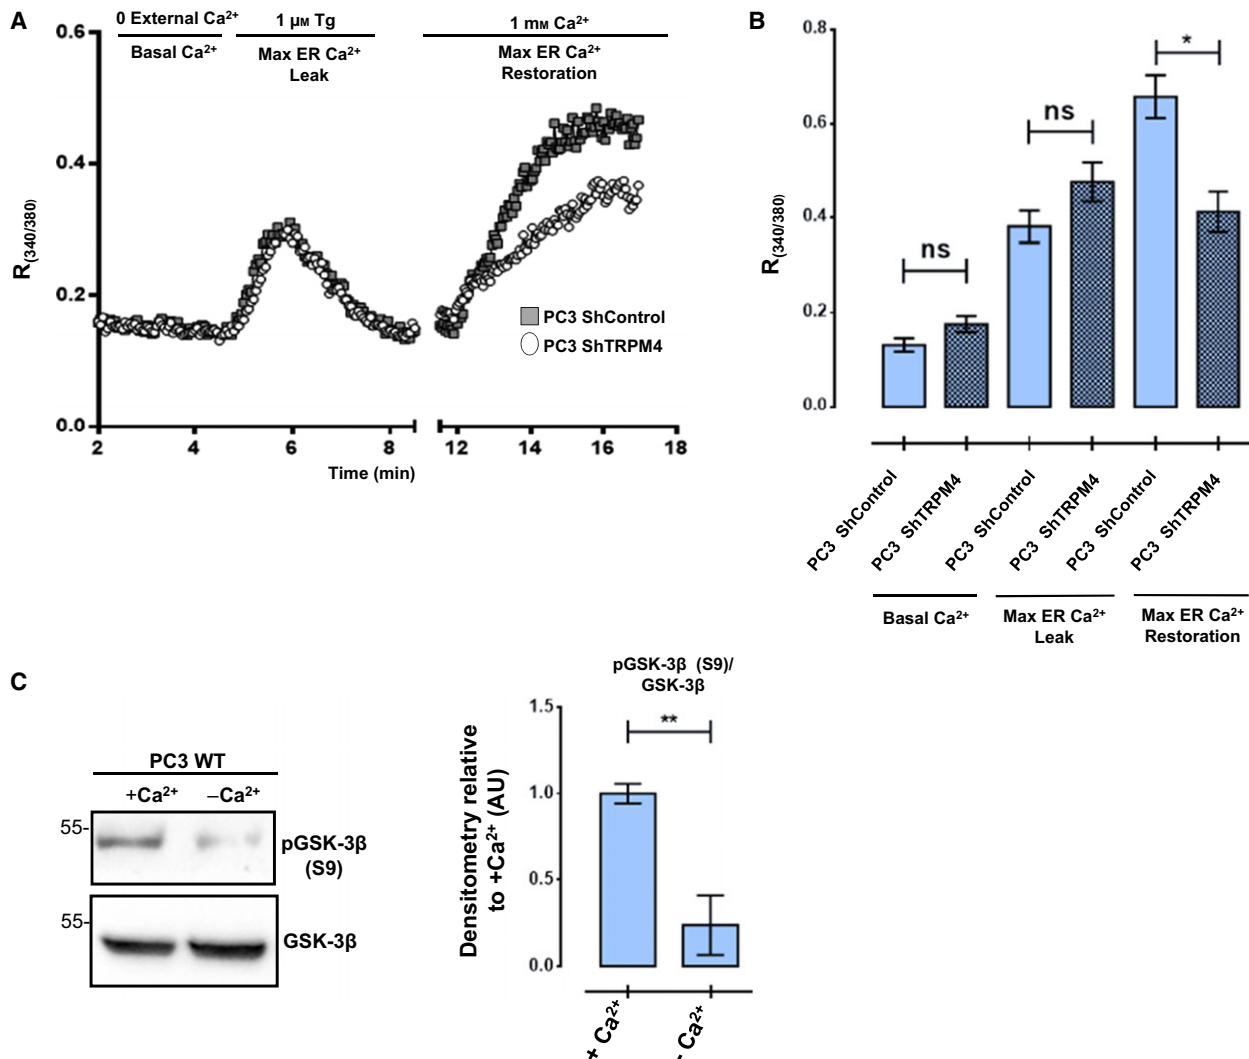 A
0 External Ca²⁺
1 µM Tg
1 mM Ca²⁺
Basal Ca²⁺
Max ER Ca²⁺
Leak
Max ER Ca²⁺
Restoration
R(340/380)
0.6
0.4
0.2
0.0
2
4
6
8
12
14
16
18
Time (min)
PC3 ShControl
PC3 ShTRPM4
B
R(340/380)
0.8
0.6
0.4
0.2
0.0
ns
ns
*
PC3 ShControl
PC3 ShTRPM4
PC3 ShControl
PC3 ShTRPM4
PC3 ShControl
PC3 ShTRPM4
Basal Ca²⁺
Max ER Ca²⁺
Leak
Max ER Ca²⁺
Restoration
C
PC3 WT
+Ca²⁺
–Ca²⁺
55-
pGSK-3β
(S9)
55-
GSK-3β
pGSK-3β (S9)/
GSK-3β
Densitometry relative
to +Ca²⁺ (AU)
1.5
1.0
0.5
0.0
**
+ Ca²⁺
- Ca²⁺